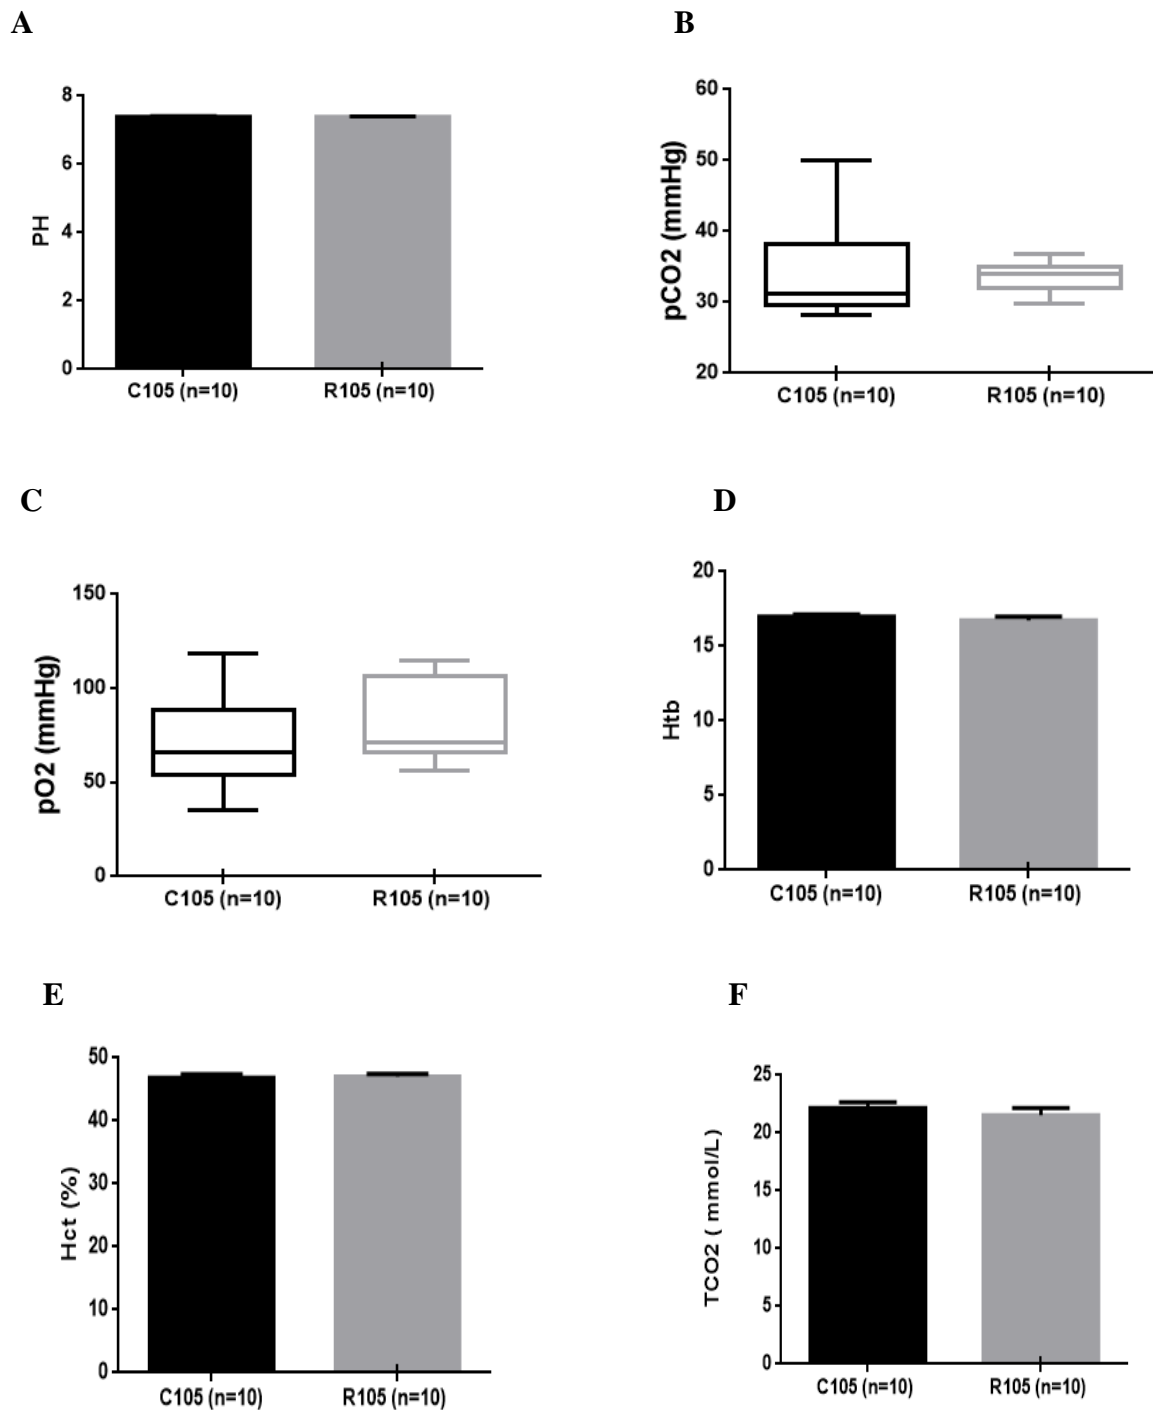 A
B
8
6
4
2
0
PH
C105 (n=10)
R105 (n=10)
60
50
40
30
20
pCO2 (mmHg)
C105 (n=10)
R105 (n=10)
C
D
150
100
50
0
pO2 (mmHg)
C105 (n=10)
R105 (n=10)
20
15
10
5
0
Htb
C105 (n=10)
R105 (n=10)
E
F
50
40
30
20
10
0
Hct (%)
C105 (n=10)
R105 (n=10)
25
20
15
10
5
0
TCO2 ( mmol/L)
C105 (n=10)
R105 (n=10)